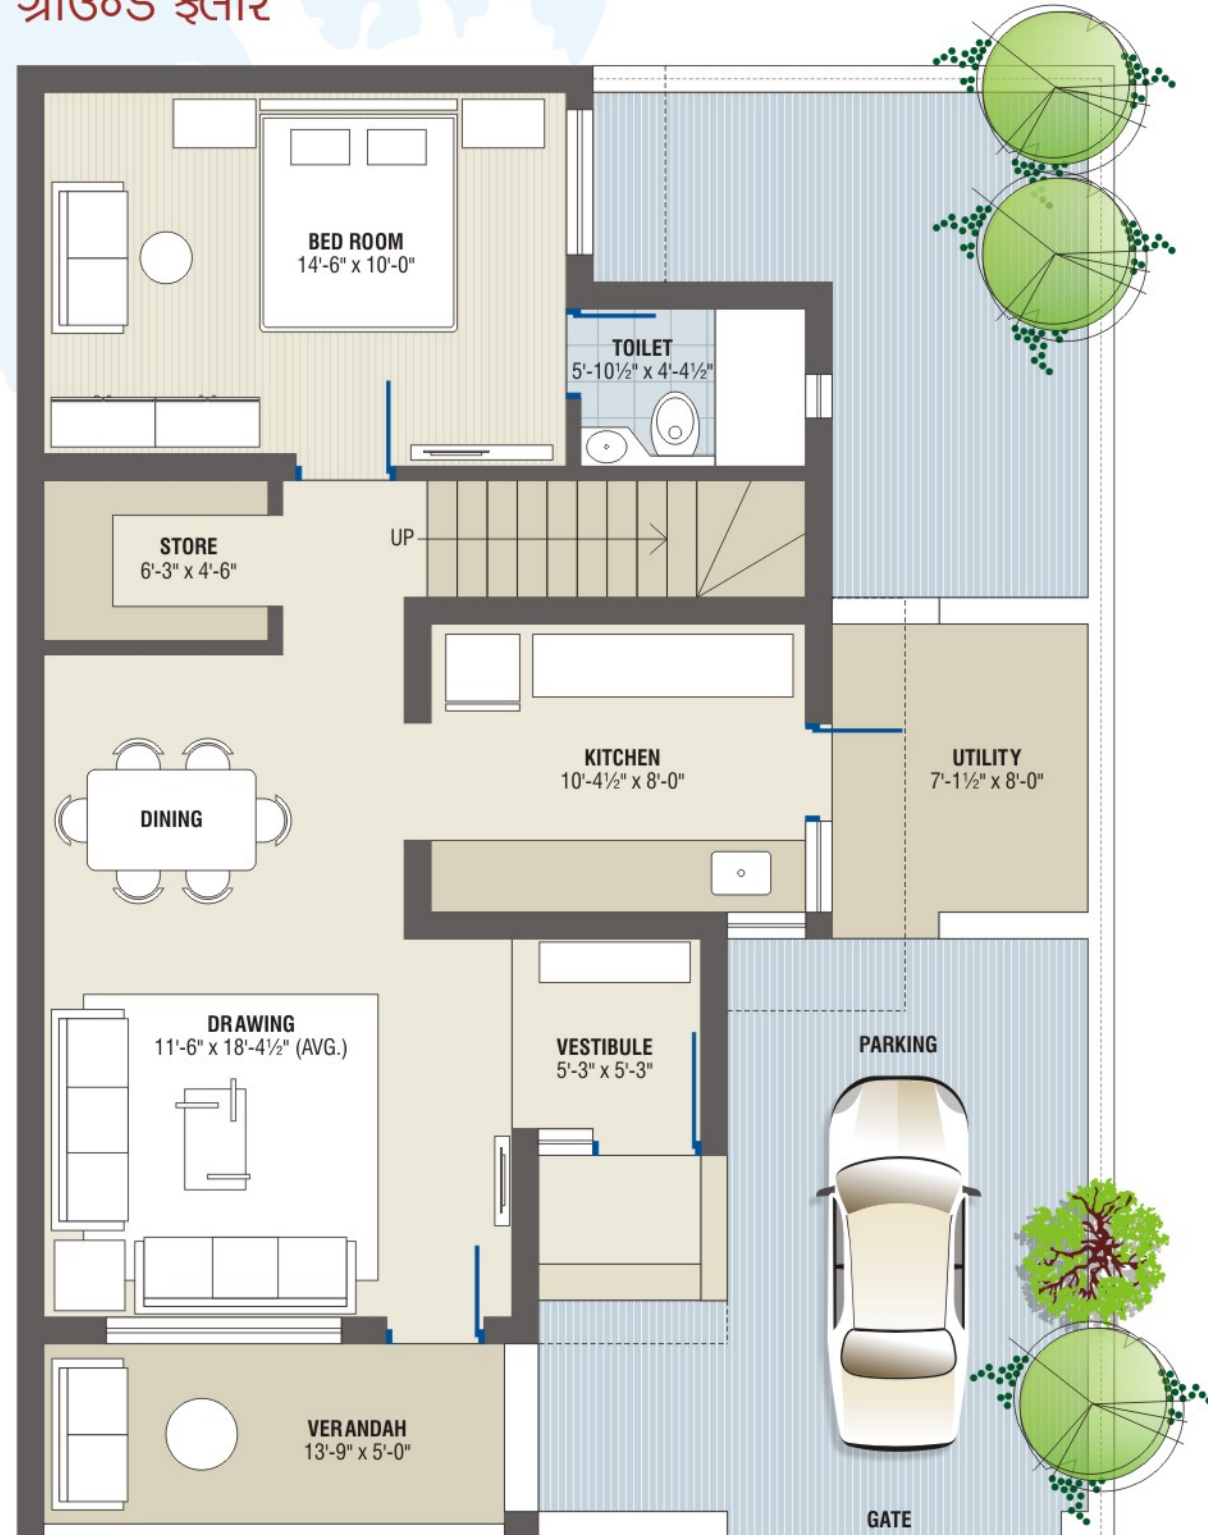 ગ્રાઉન્ડ ફ્લોર
BED ROOM
14'-6" x 10'-0"
TOILET
5'-10½" x 4'-4½"
UP
STORE
6'-3" x 4'-6"
KITCHEN
10'-4½" x 8'-0"
UTILITY
7'-1½" x 8'-0"
DINING
DRAWING
11'-6" x 18'-4½" (AVG.)
VESTIBULE
5'-3" x 5'-3"
PARKING
VERANDAH
13'-9" x 5'-0"
GATE